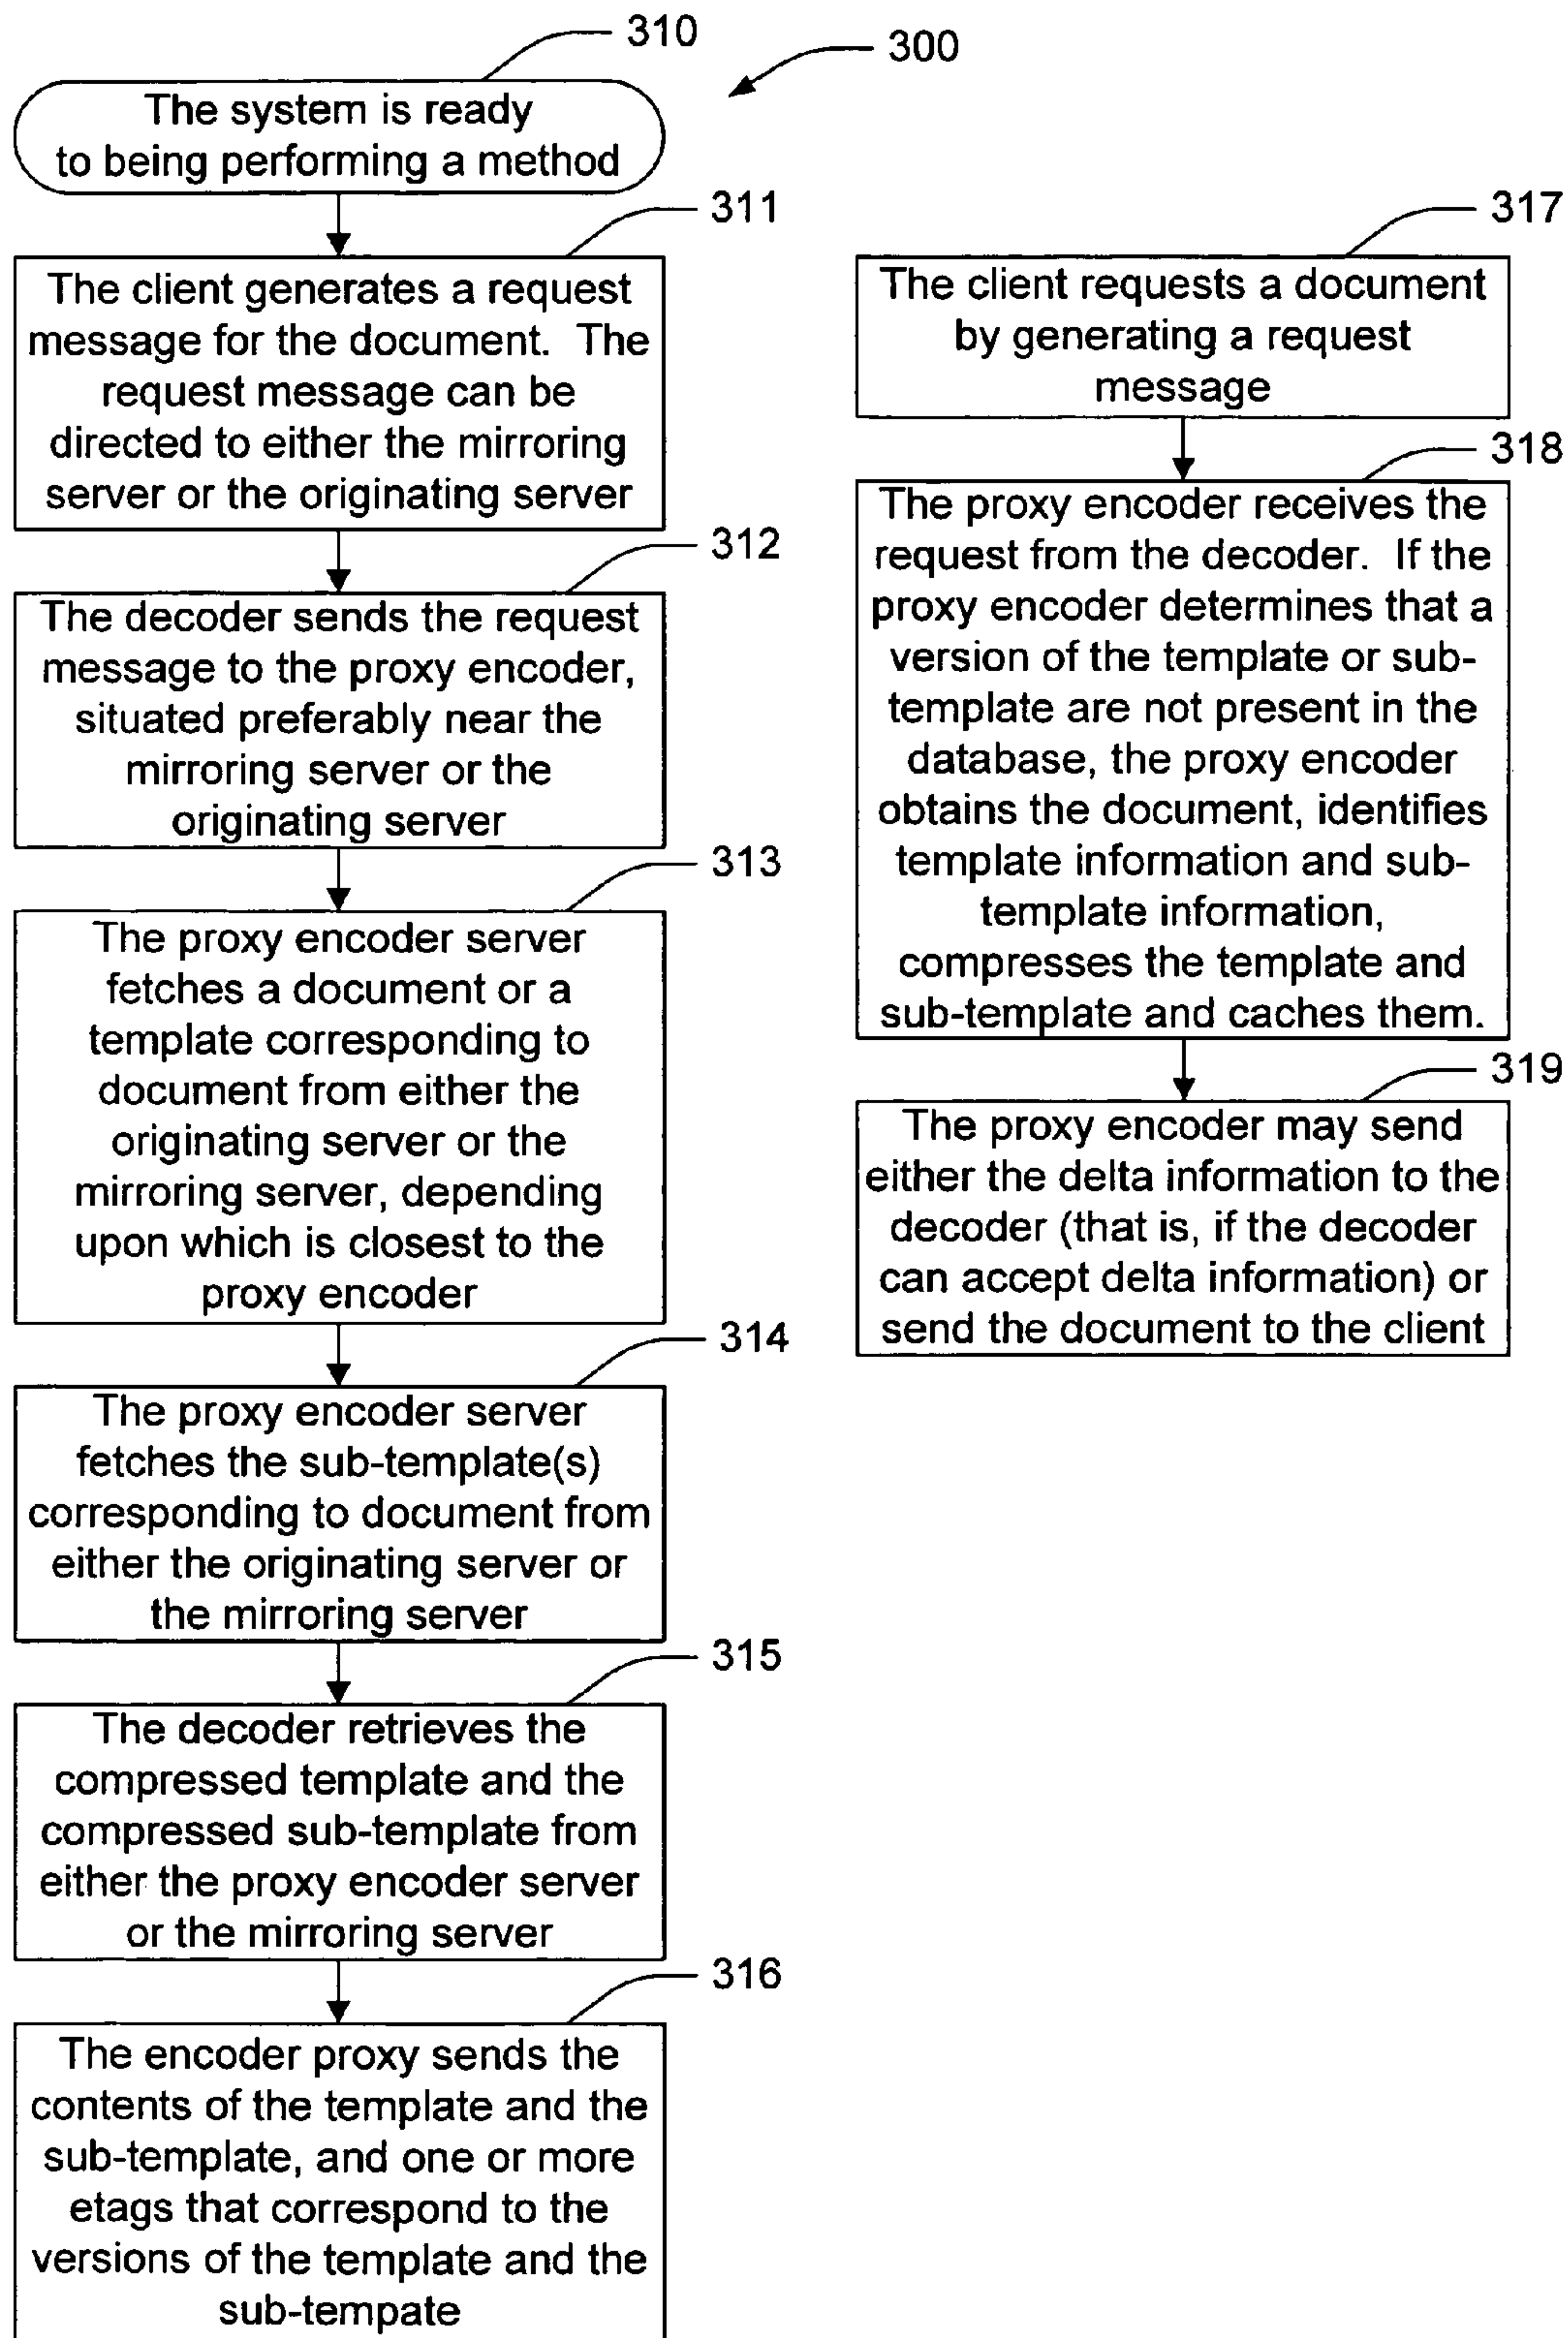 310
300
The system is ready
to being performing a method
311
The client generates a request
message for the document. The
request message can be
directed to either the mirroring
server or the originating server
312
The decoder sends the request
message to the proxy encoder,
situated preferably near the
mirroring server or the
originating server
313
The proxy encoder server
fetches a document or a
template corresponding to
document from either the
originating server or the
mirroring server, depending
upon which is closest to the
proxy encoder
314
The proxy encoder server
fetches the sub-template(s)
corresponding to document from
either the originating server or
the mirroring server
315
The decoder retrieves the
compressed template and the
compressed sub-template from
either the proxy encoder server
or the mirroring server
316
The encoder proxy sends the
contents of the template and the
sub-template, and one or more
etags that correspond to the
versions of the template and the
sub-tempate
317
The client requests a document
by generating a request
message
318
The proxy encoder receives the
request from the decoder. If the
proxy encoder determines that a
version of the template or sub-
template are not present in the
database, the proxy encoder
obtains the document, identifies
template information and sub-
template information,
compresses the template and
sub-template and caches them.
319
The proxy encoder may send
either the delta information to the
decoder (that is, if the decoder
can accept delta information) or
send the document to the client